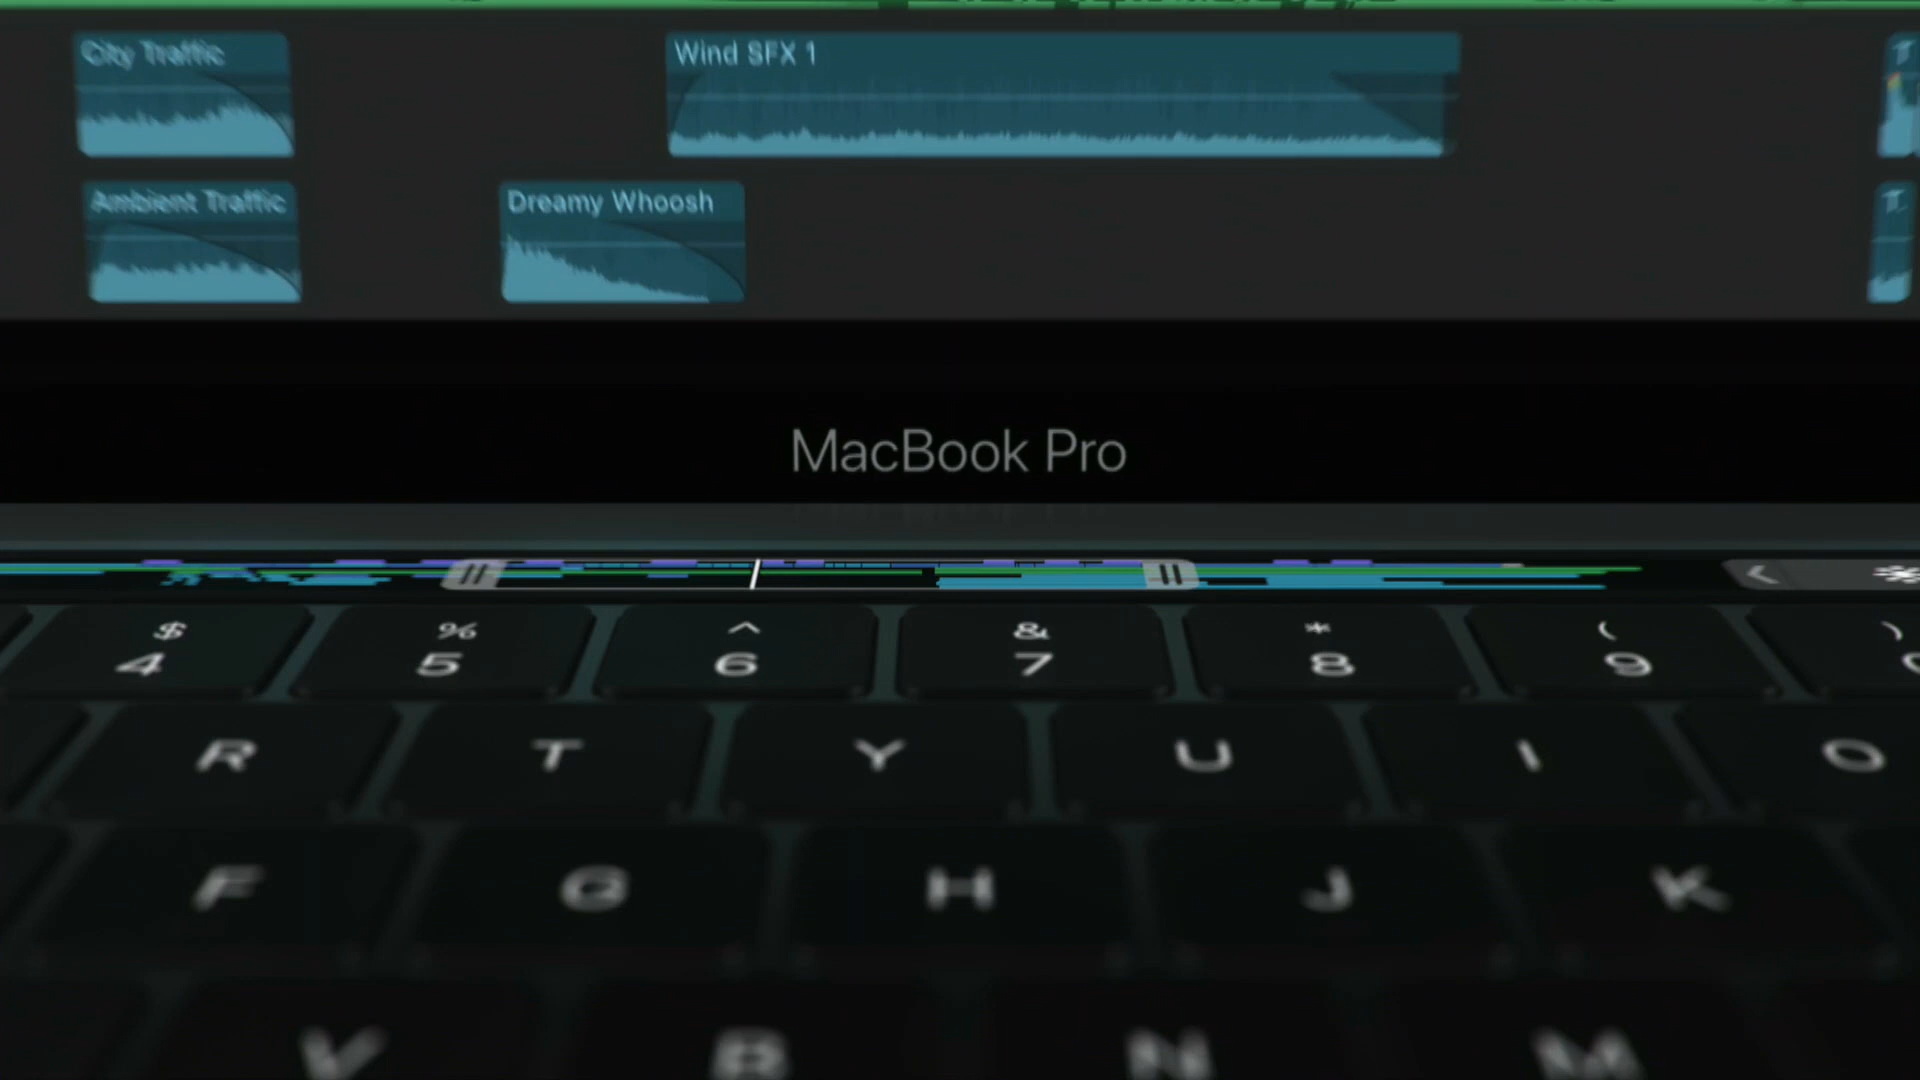 City Traffic
Wind SFX 1
Ambient Traffic
Dreamy Whoosh
MacBook Pro
$ % ^ & * ( )
4 5 6 7 8 9
R T Y U I O
F G H J K
V B N M